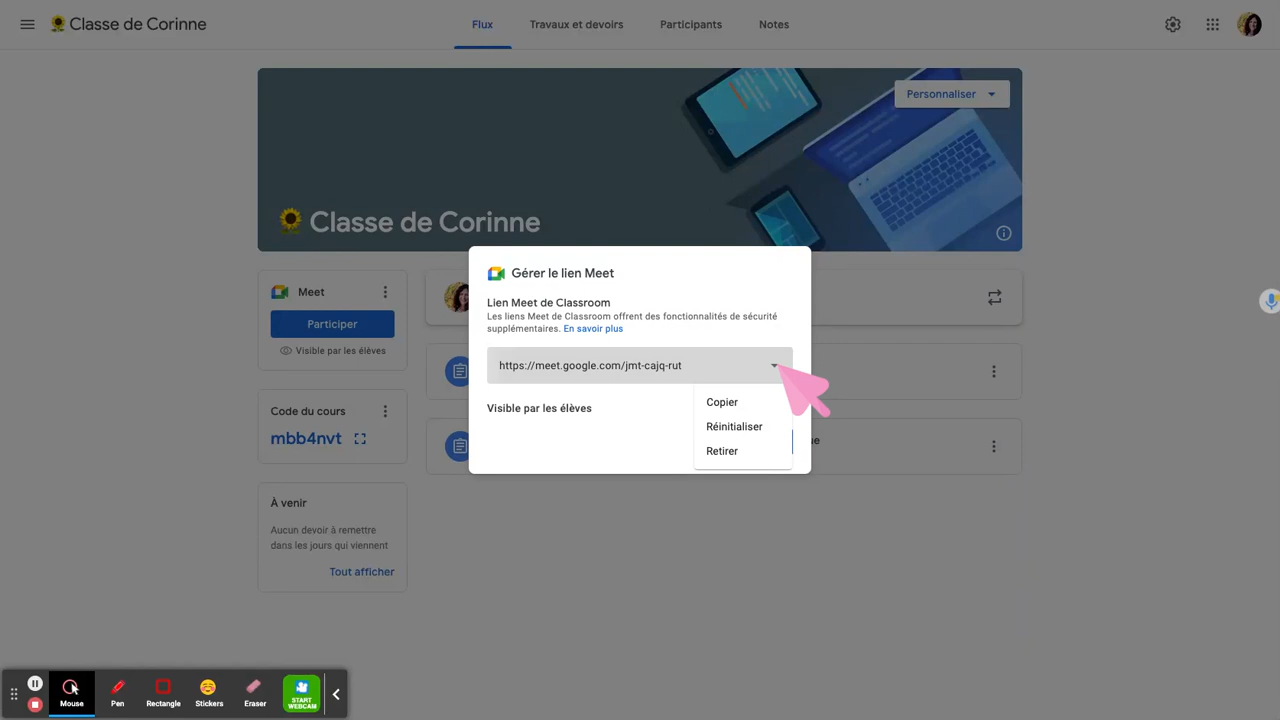 Classe de Corinne
Flux
Travaux et devoirs
Participants
Notes
Personnaliser
Classe de Corinne
Meet
Participer
Visible par les élèves
Code du cours
mbb4nvt
À venir
Aucun devoir à remettre
dans les jours qui viennent
Tout afficher
Gérer le lien Meet
Lien Meet de Classroom
Les liens Meet de Classroom offrent des fonctionnalités de sécurité
supplémentaires. En savoir plus
https://meet.google.com/jmt-cajq-rut
Visible par les élèves
Copier
Réinitialiser
Retirer
Mouse
Pen
Rectangle
Stickers
Eraser
START
WEBCAM